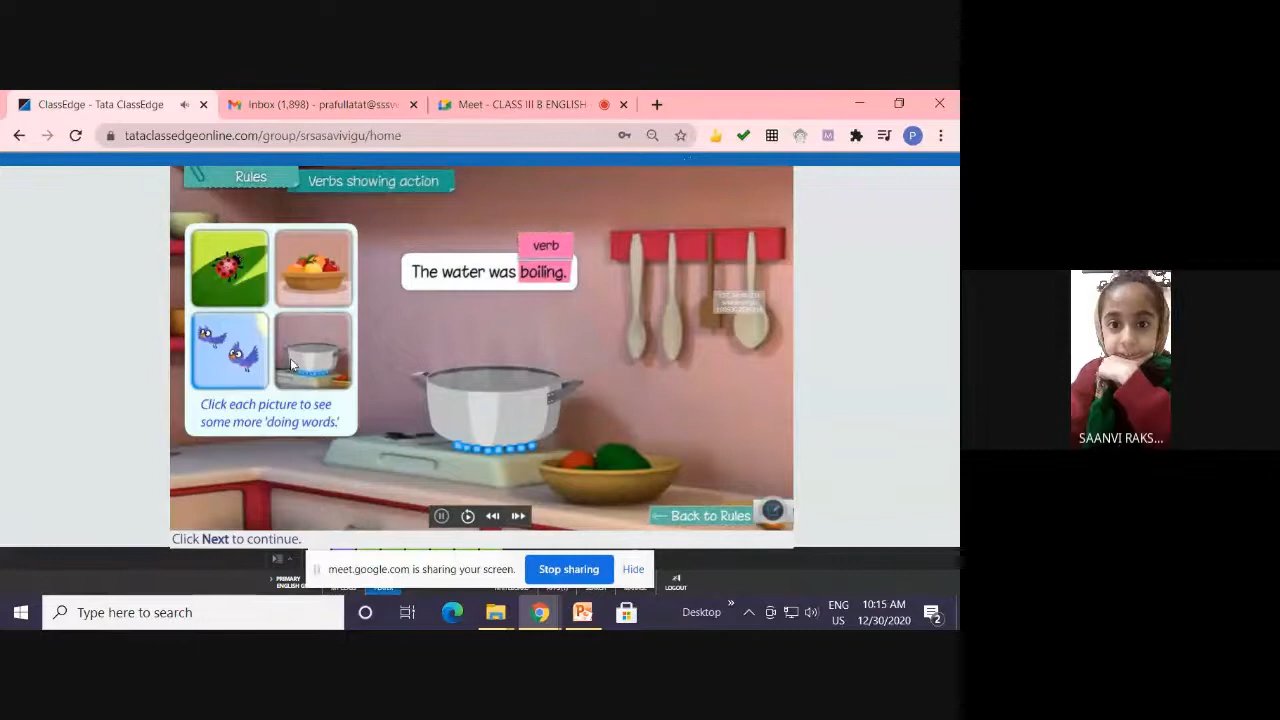 ClassEdge - Tata ClassEdge
Inbox (1,898) - prafullatat@sssv
Meet - CLASS III B ENGLISH
tataclassedgeonline.com/group/srsasavivigu/home
P
Rules
Verbs showing action
verb
The water was boiling.
Click each picture to see
some more 'doing words.'
Back to Rules
Click Next to continue.
meet.google.com is sharing your screen.
Stop sharing
Hide
PRIMARY
LOGOUT
SAANVI RAKS...
Type here to search
Desktop
ENG
US
10:15 AM
12/30/2020
2